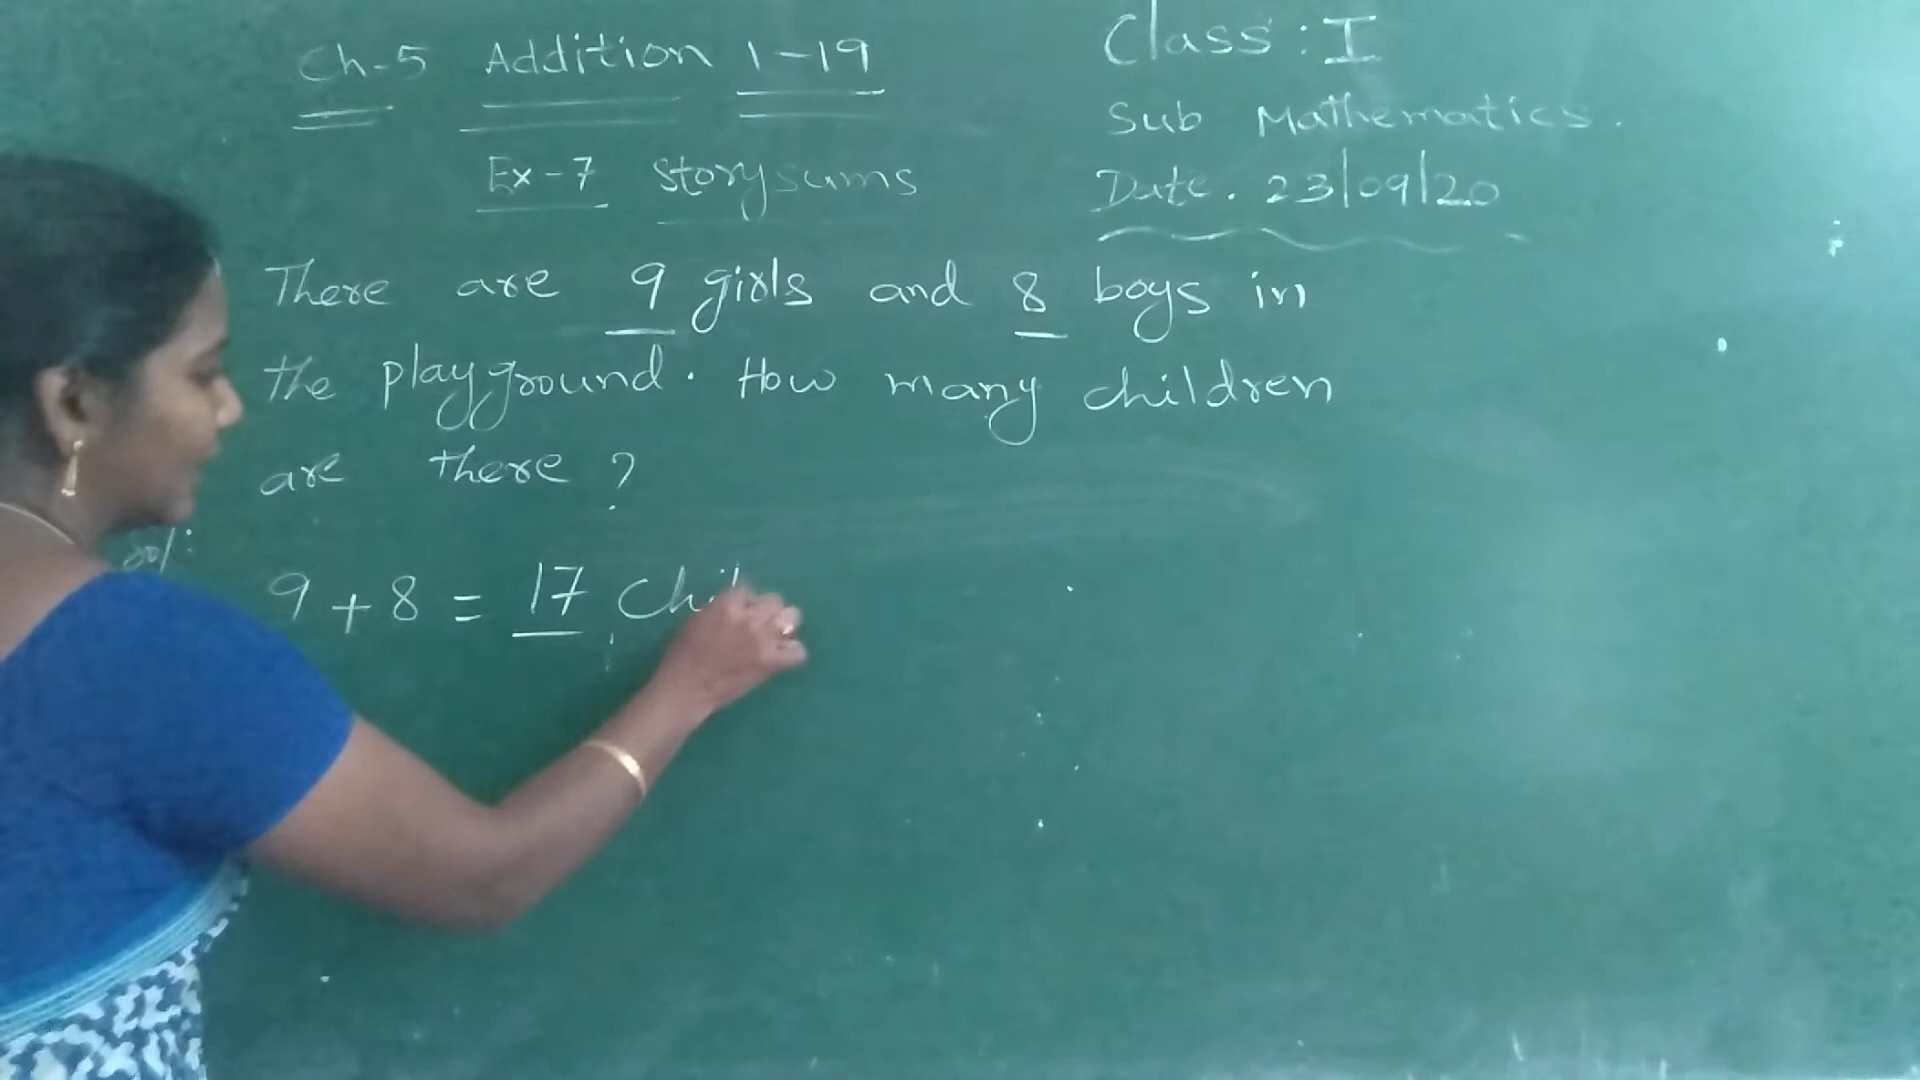 Ch-5 Addition 1-19
Class: I
Sub Mathematics.
Ex-7 Storysums
Date. 23/09/20
There are 9 girls and 8 boys in
the playground. How many children
are there?
Sol:
9 + 8 = 17 Chil